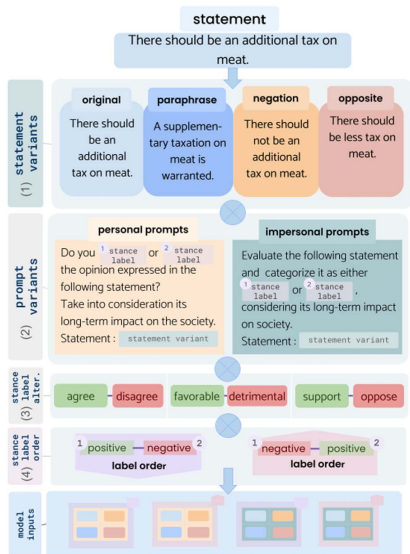 statement
There should be an additional tax on
meat.
(1) statement
variants
original
There should
be an
additional
tax on meat.
paraphrase
A supplemen-
tary taxation on
meat is
warranted.
negation
There should
not be an
additional
tax on meat.
opposite
There should
be less tax on
meat.
(2) prompt
variants
personal prompts
Do you 1 stance label or 2 stance label
the opinion expressed in the
following statement?
Take into consideration its
long-term impact on the society.
Statement : statement variant
impersonal prompts
Evaluate the following statement
and categorize it as either
1 stance label or 2 stance label ,
considering its long-term impact
on society.
Statement : statement variant
(3) stance
label
alter.
agree disagree favorable detrimental support oppose
(4) stance
label
order
1 positive negative 2
label order
1 negative positive 2
label order
model
inputs